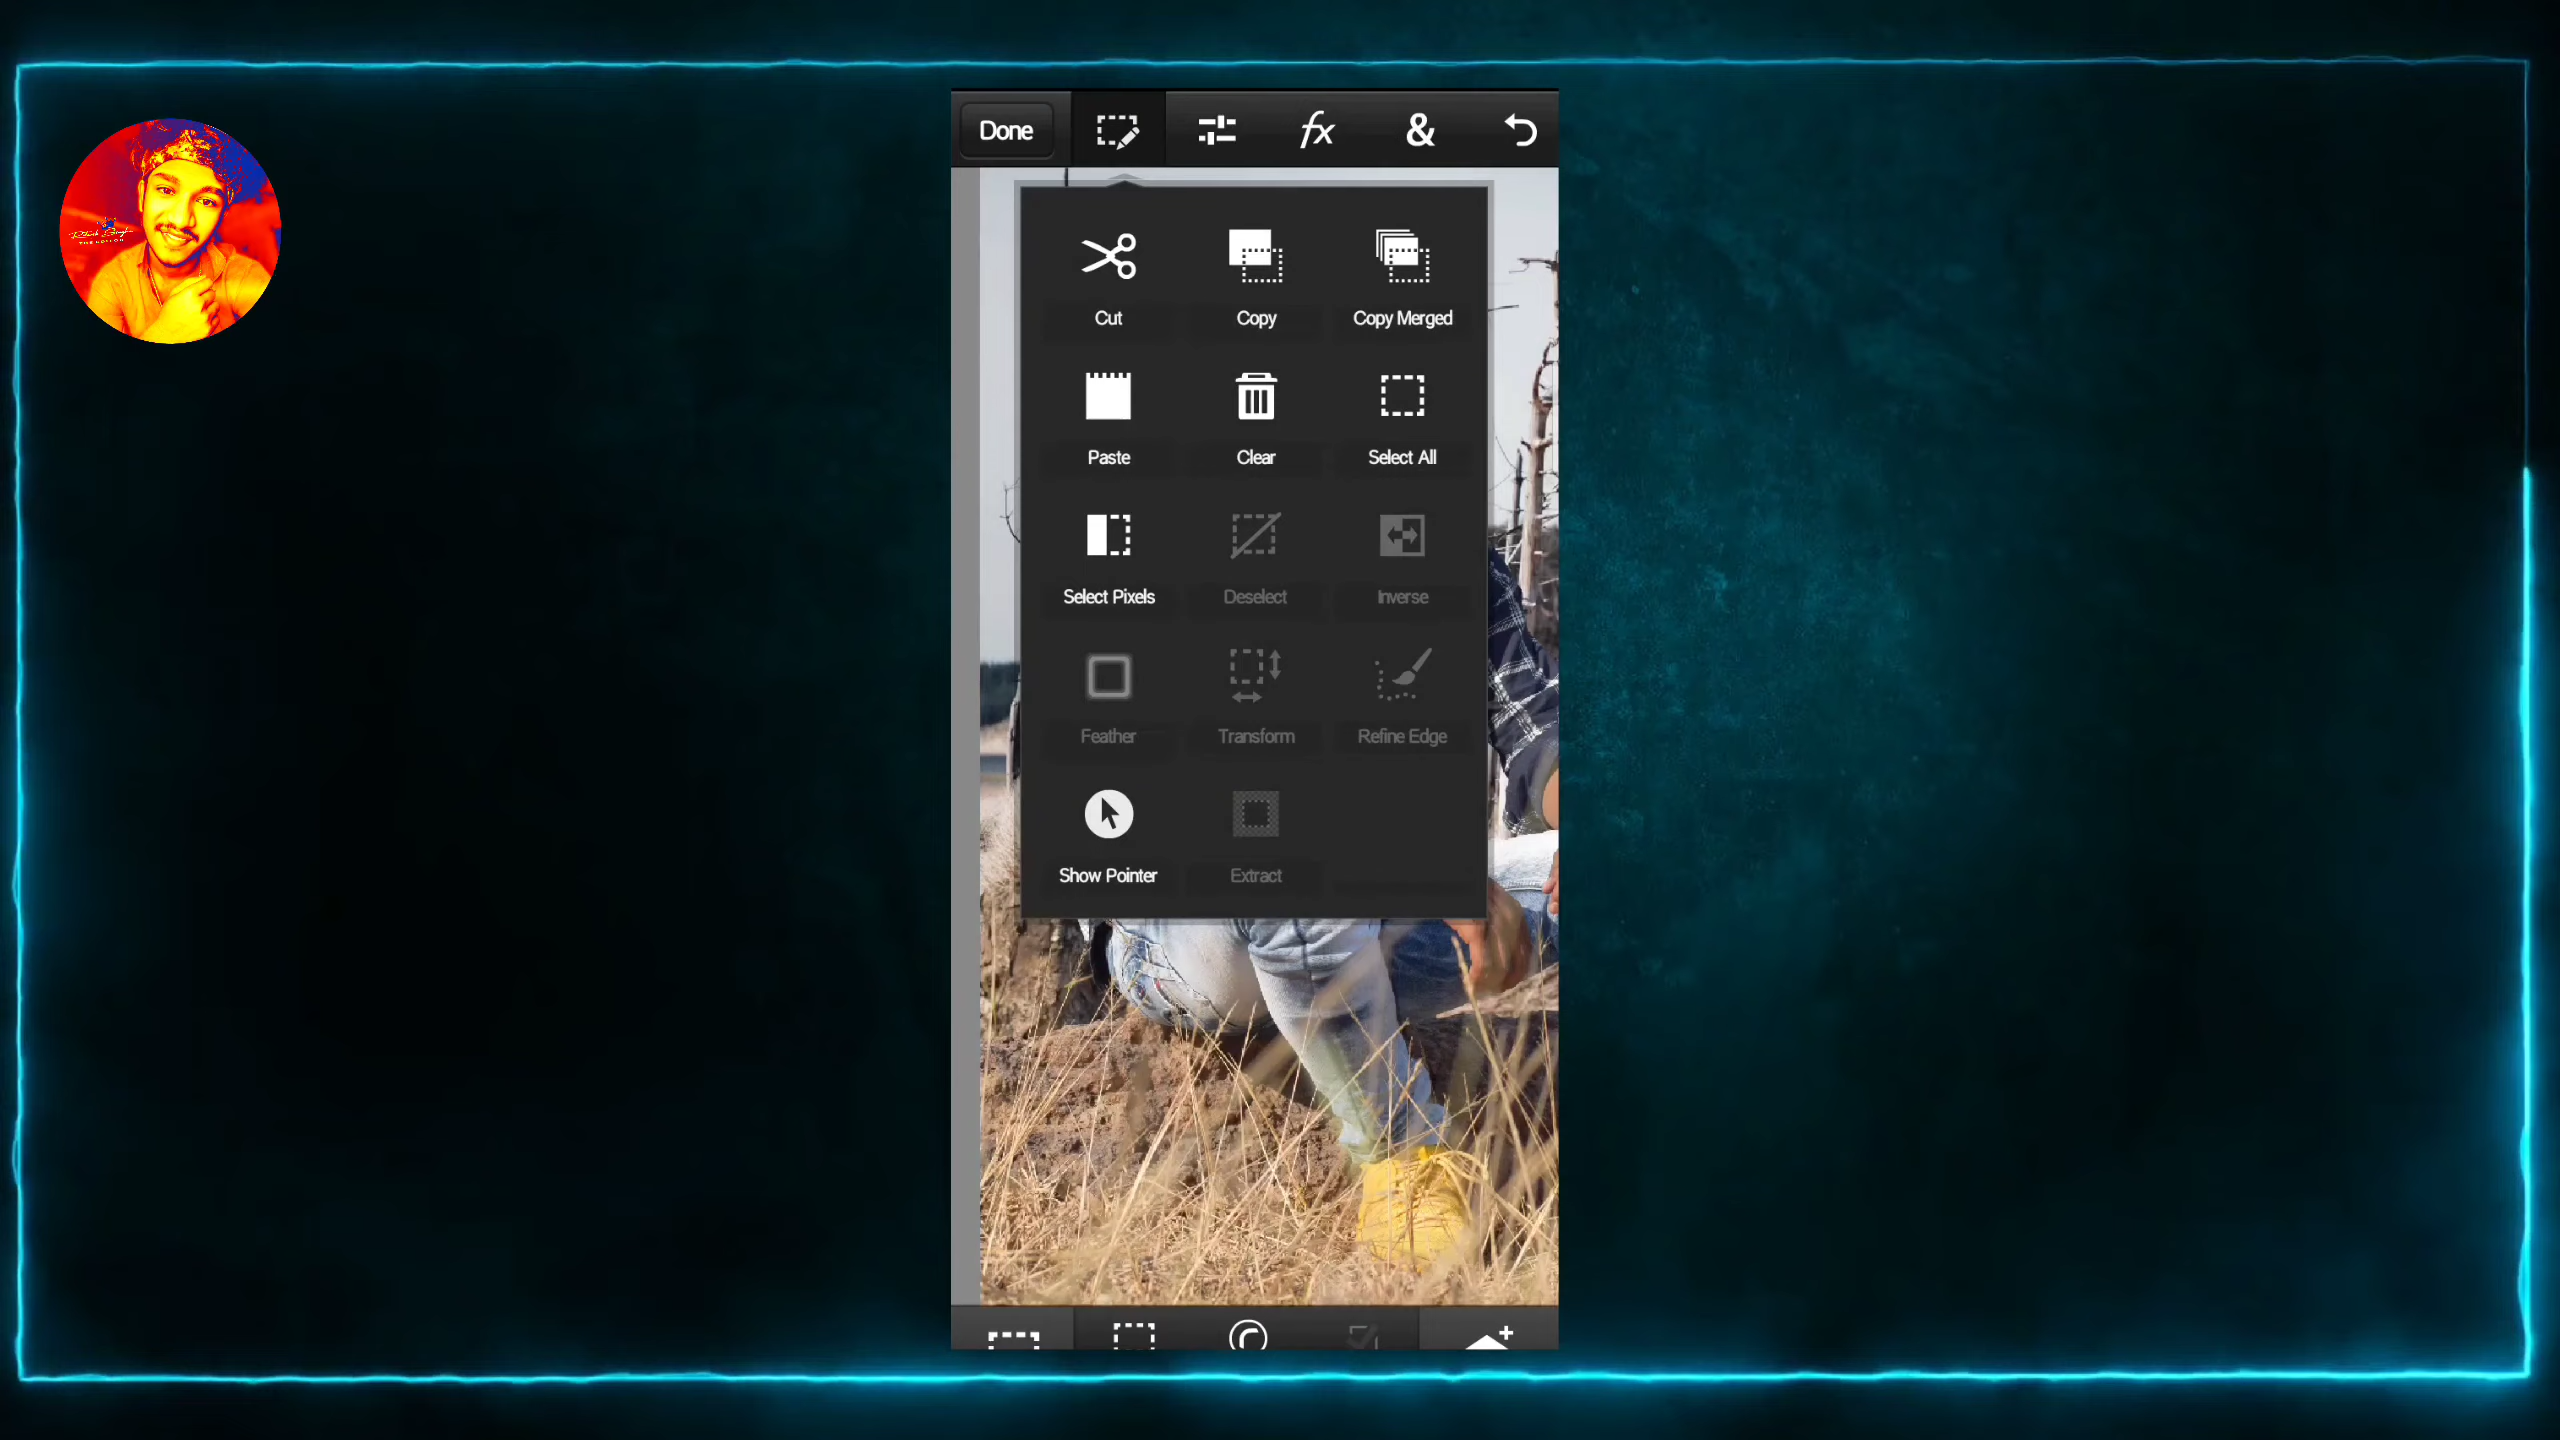 Done
fx
&
Cut
Copy
Copy Merged
Paste
Clear
Select All
Select Pixels
Deselect
Inverse
Feather
Transform
Refine Edge
Show Pointer
Extract